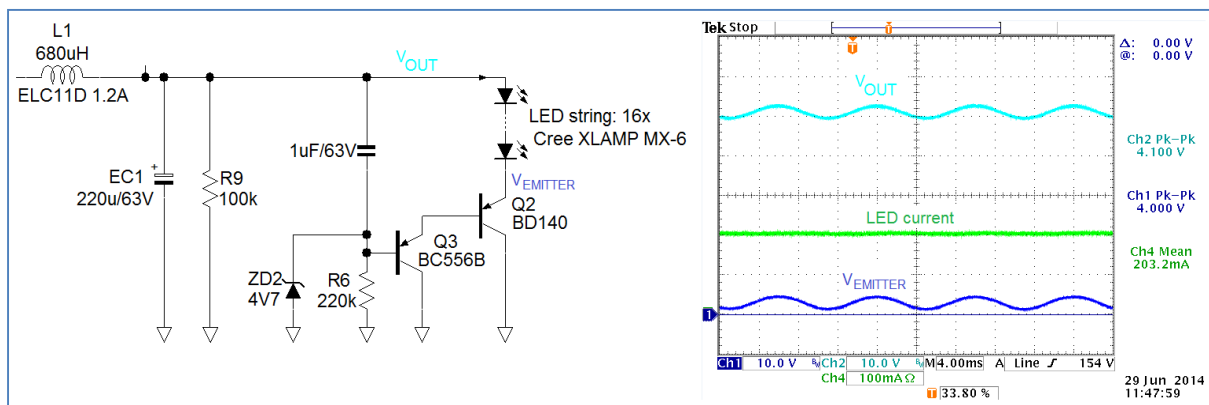 L1
680uH
ELC11D 1.2A
VOUT
LED string: 16x
Cree XLAMP MX-6
1uF/63V
EC1
+
220u/63V
R9
100k
VEMITTER
Q2
BD140
Q3
BC556B
ZD2
4V7
R6
220k
Tek Stop
T
T
Δ: 0.00 V
@: 0.00 V
VOUT
Ch2 Pk-Pk
4.100 V
Ch1 Pk-Pk
4.000 V
LED current
Ch4 Mean
203.2mA
VEMITTER
1
Ch1 10.0 V BW Ch2 10.0 V BW M 4.00ms A Line ʃ 154 V
Ch4 100mA Ω
T 33.80 %
29 Jun 2014
11:47:59